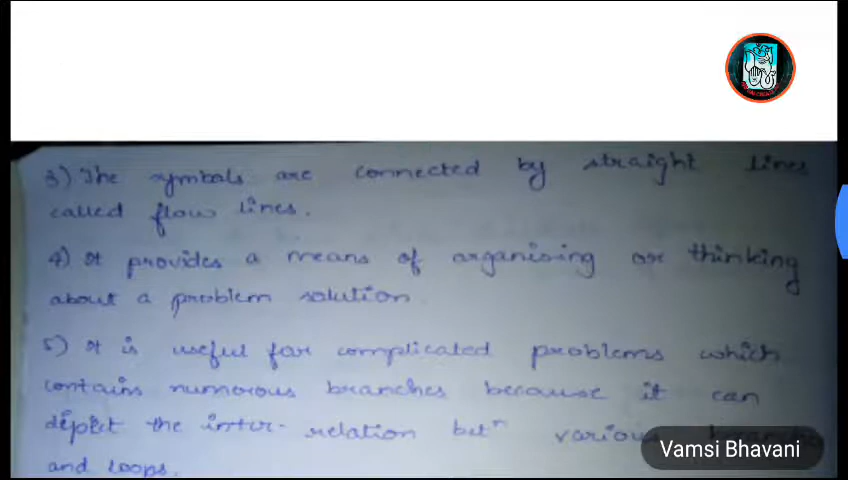 3) The symbols are connected by straight lines
called flow lines.
4) It provides a means of organising or thinking
about a problem solution.
5) It is useful for complicated problems which
contains numorous branches because it can
depict the inter-relation betⁿ various
and loops.
Vamsi Bhavani